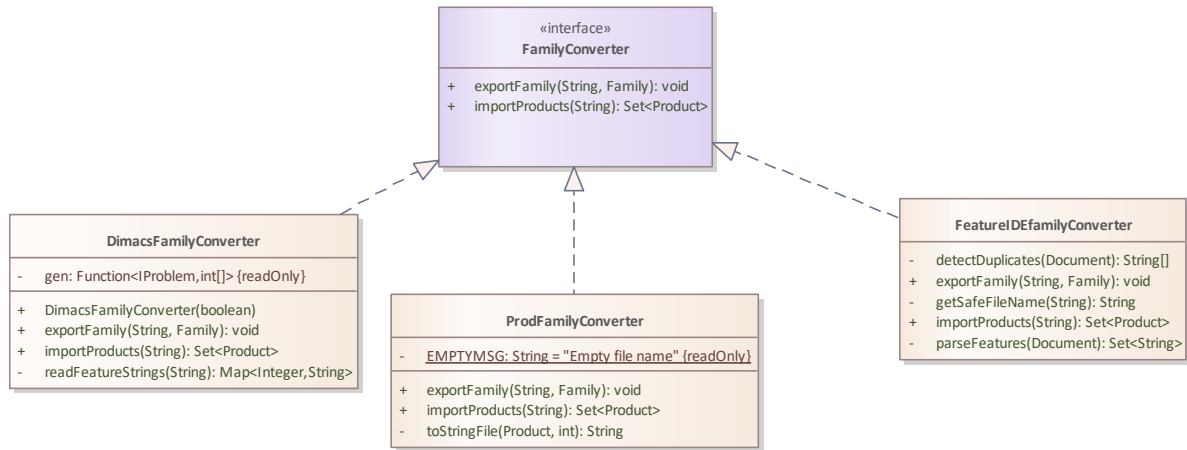 «interface»
FamilyConverter
+ exportFamily(String, Family): void
+ importProducts(String): Set<Product>
DimacsFamilyConverter
- gen: Function<IProblem,int[]> {readOnly}
+ DimacsFamilyConverter(boolean)
+ exportFamily(String, Family): void
+ importProducts(String): Set<Product>
- readFeatureStrings(String): Map<Integer,String>
ProdFamilyConverter
- EMPTYMSG: String = "Empty file name" {readOnly}
+ exportFamily(String, Family): void
+ importProducts(String): Set<Product>
- toStringFile(Product, int): String
FeatureIDEfamilyConverter
- detectDuplicates(Document): String[]
+ exportFamily(String, Family): void
- getSafeFileName(String): String
+ importProducts(String): Set<Product>
- parseFeatures(Document): Set<String>